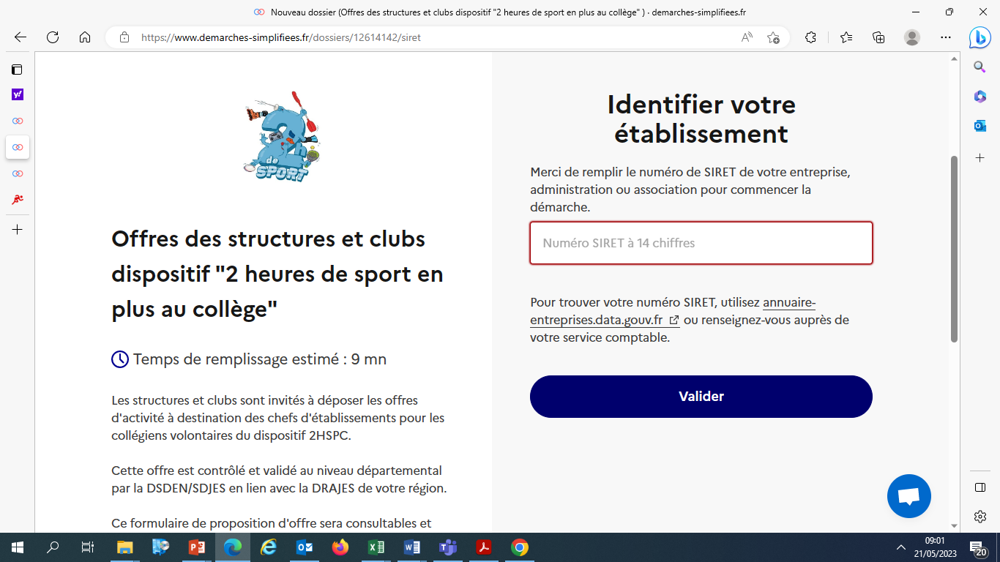 Nouveau dossier (Offres des structures et clubs dispositif "2 heures de sport en plus au collège" ) · demarches-simplifiees.fr
https://www.demarches-simplifiees.fr/dossiers/12614142/siret
2h
de
SPORT
Offres des structures et clubs
dispositif "2 heures de sport en
plus au collège"
Temps de remplissage estimé : 9 mn
Les structures et clubs sont invités à déposer les offres
d'activité à destination des chefs d'établissements pour les
collégiens volontaires du dispositif 2HSPC.
Cette offre est contrôlé et validé au niveau départemental
par la DSDEN/SDJES en lien avec la DRAJES de votre région.
Ce formulaire de proposition d'offre sera consultables et
Identifier votre
établissement
Merci de remplir le numéro de SIRET de votre entreprise,
administration ou association pour commencer la
démarche.
Numéro SIRET à 14 chiffres
Pour trouver votre numéro SIRET, utilisez annuaire-
entreprises.data.gouv.fr ou renseignez-vous auprès de
votre service comptable.
Valider
09:01
21/05/2023
20